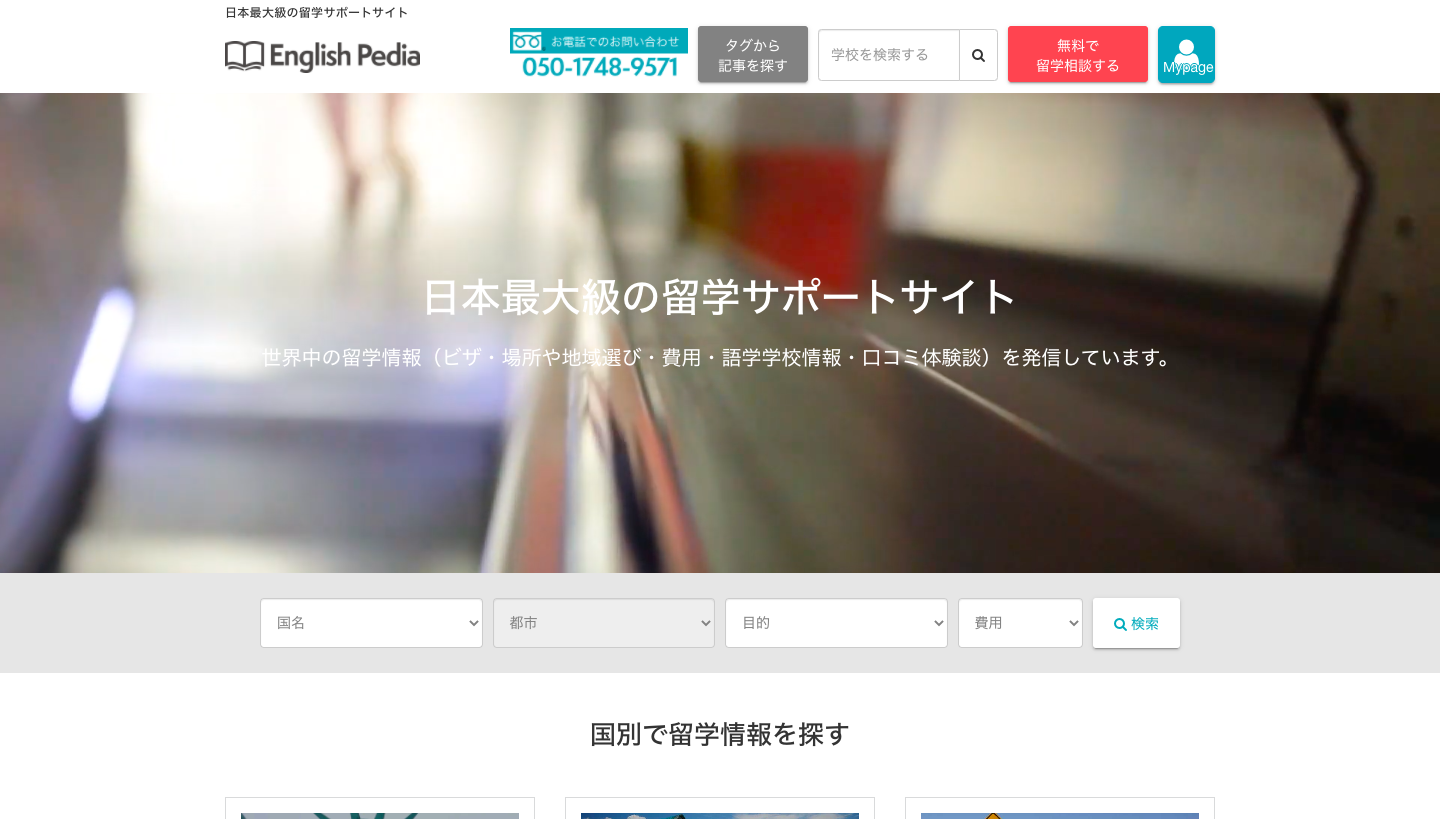 日本最大級の留学サポートサイト
English Pedia
お電話でのお問い合わせ
050-1748-9571
タグから
記事を探す
学校を検索する
無料で
留学相談する
Mypage
日本最大級の留学サポートサイト
世界中の留学情報（ビザ・場所や地域選び・費用・語学学校情報・口コミ体験談）を発信しています。
国名
都市
目的
費用
検索
国別で留学情報を探す